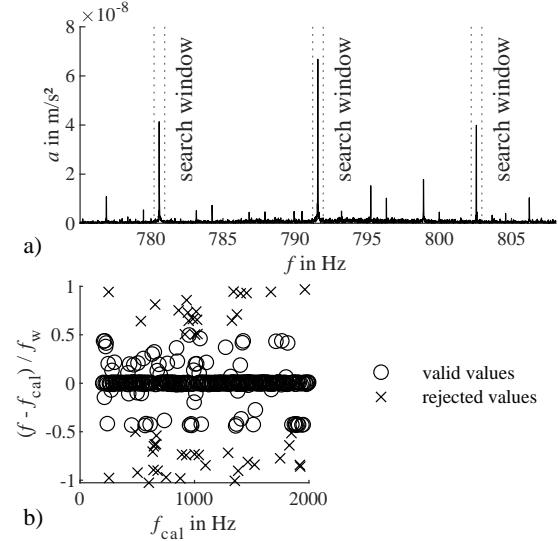 ×10⁻⁸
8
6
4
2
0
a in m/s²
search window
search window
search window
780
785
790
795
800
805
f in Hz
a)
1
0.5
0
-0.5
-1
(f - f_cal) / f_w
0
1000
2000
f_cal in Hz
b)
valid values
rejected values